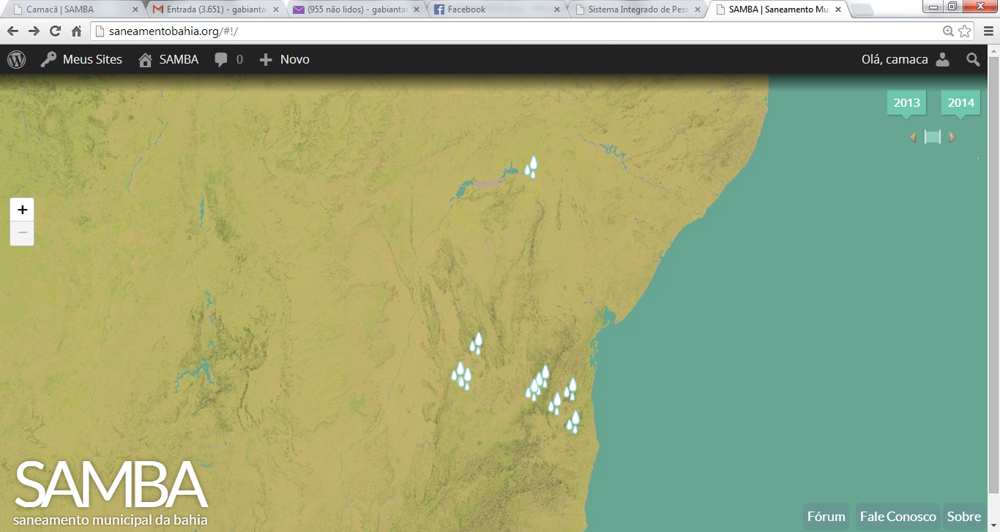 Camacã | SAMBA
Entrada (3.651) - gabiantar
(955 não lidos) - gabiantar
Facebook
Sistema Integrado de Pess
SAMBA | Saneamento Mu
saneamentobahia.org/#!/
Meus Sites
SAMBA
0
Novo
Olá, camaca
2013
2014
+
−
SAMBA
saneamento municipal da bahia
Fórum
Fale Conosco
Sobre